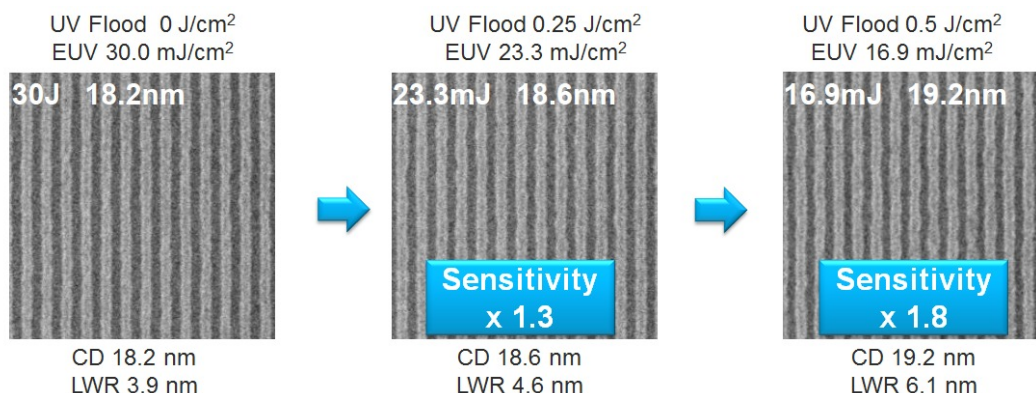 UV Flood  0 J/cm²
EUV 30.0 mJ/cm²
30J   18.2nm
CD 18.2 nm
LWR 3.9 nm
UV Flood 0.25 J/cm²
EUV 23.3 mJ/cm²
23.3mJ   18.6nm
Sensitivity
x 1.3
CD 18.6 nm
LWR 4.6 nm
UV Flood 0.5 J/cm²
EUV 16.9 mJ/cm²
16.9mJ   19.2nm
Sensitivity
x 1.8
CD 19.2 nm
LWR 6.1 nm